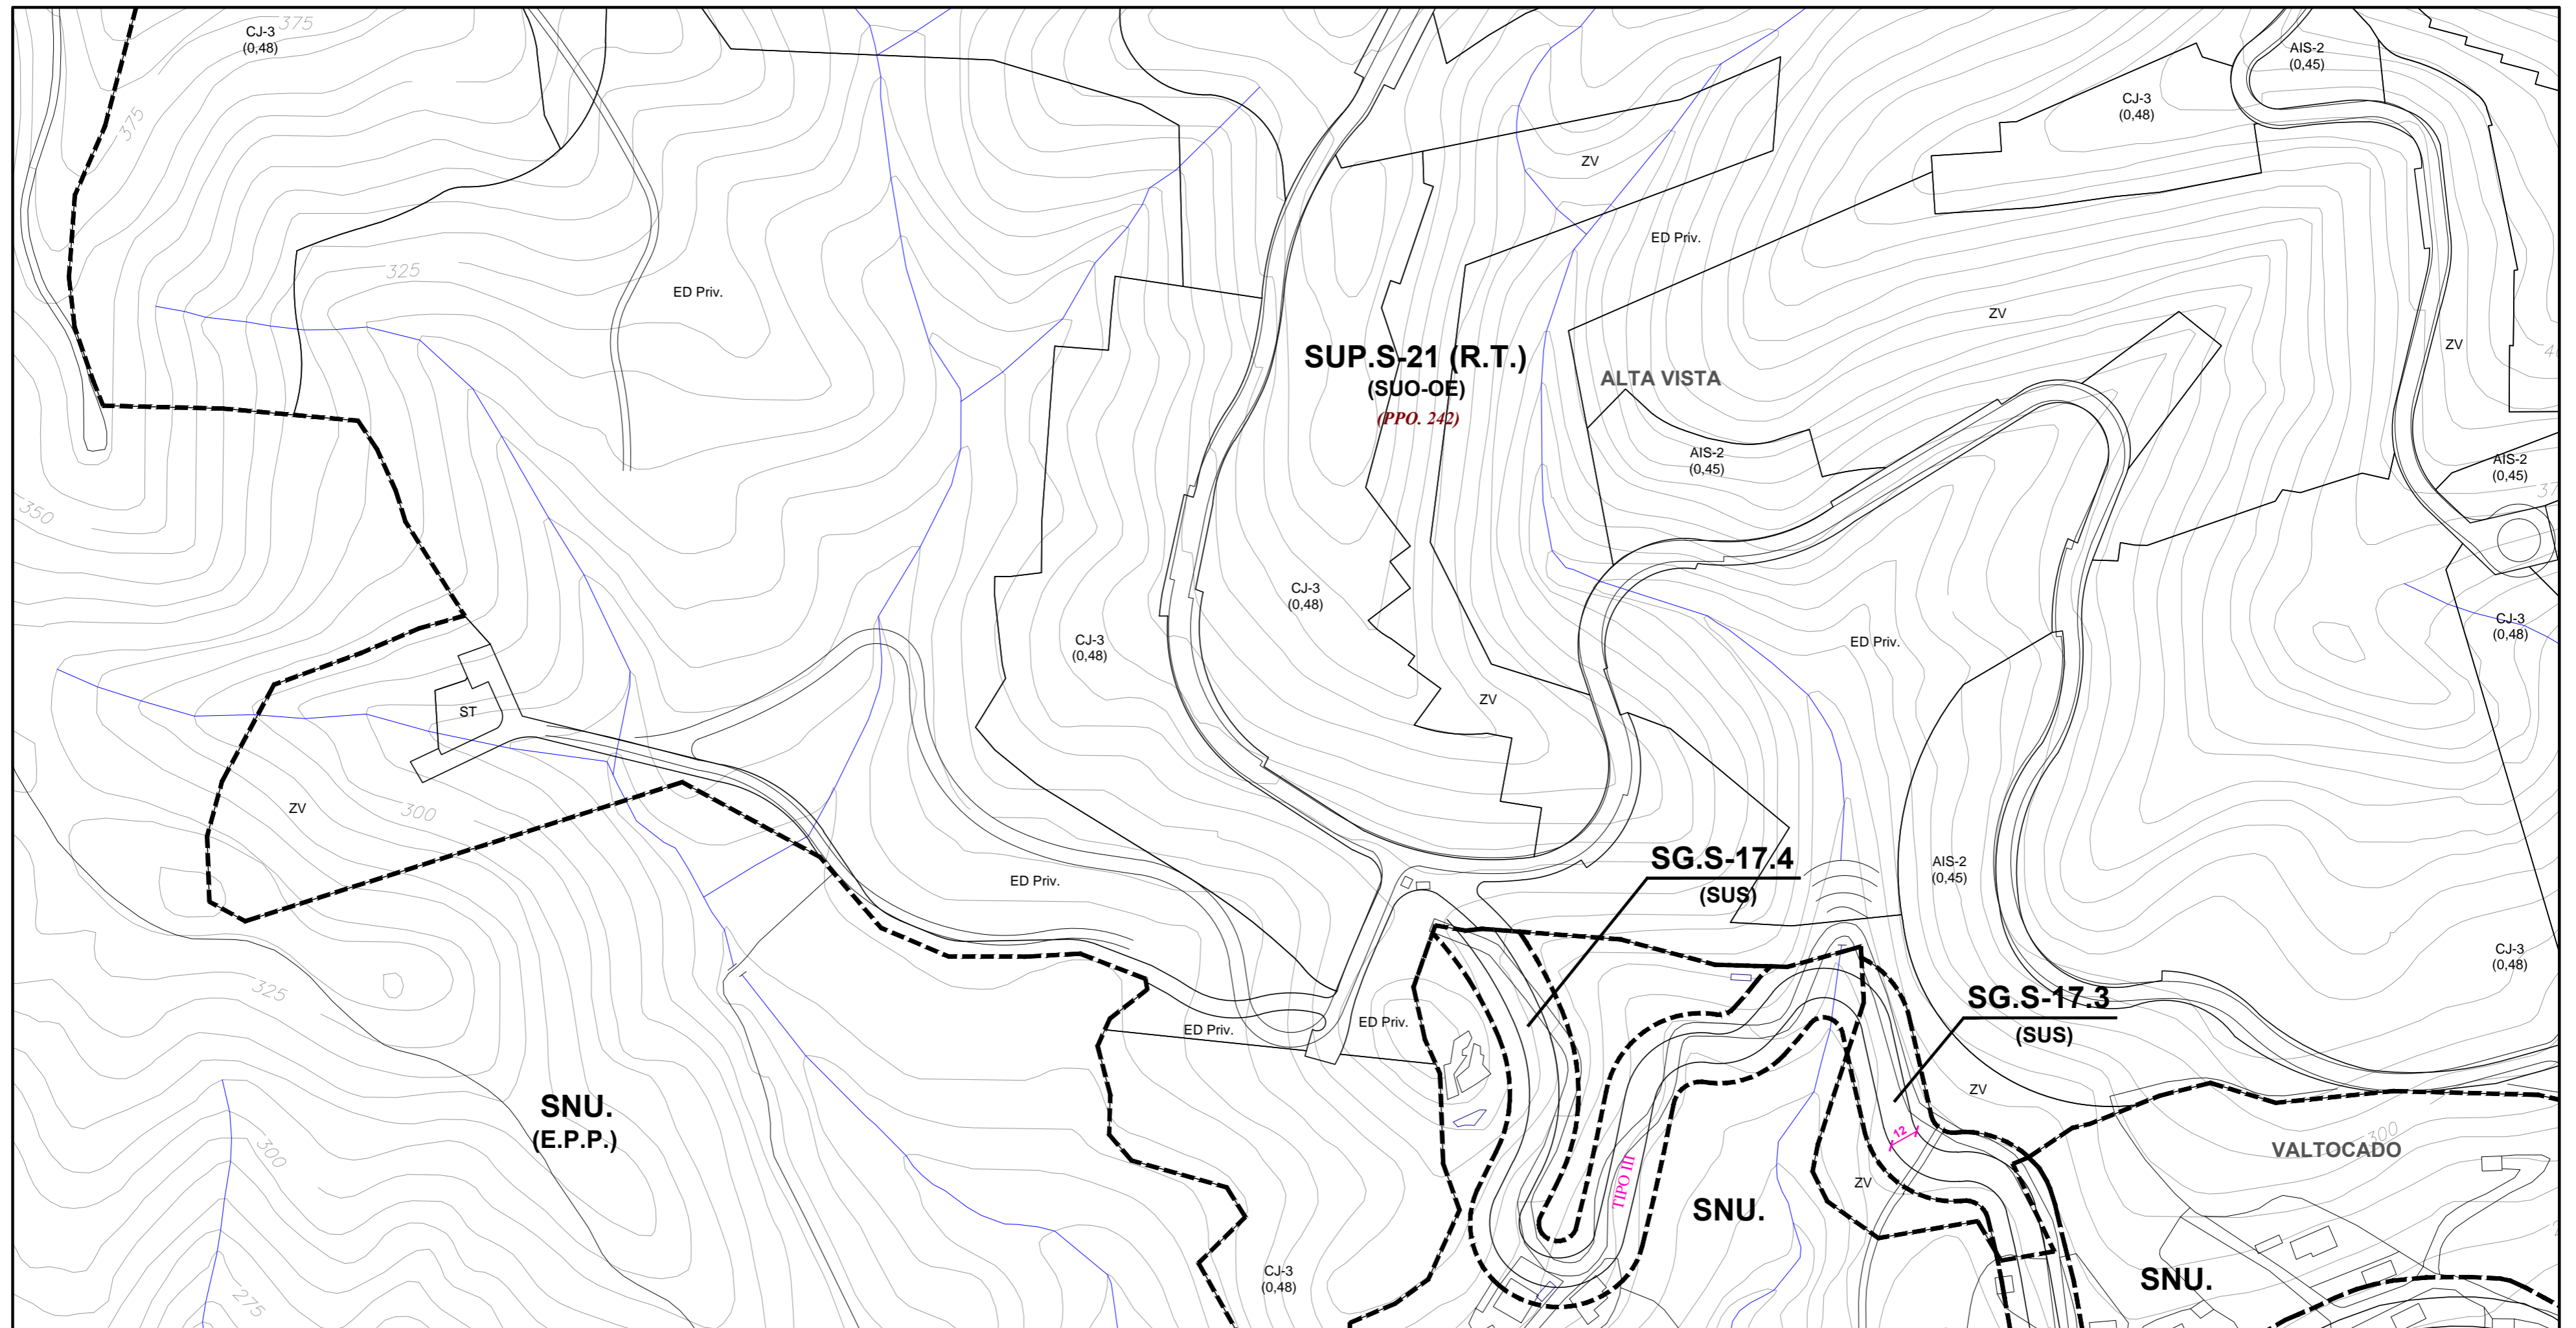 375
CJ-3
(0,48)
AIS-2
(0,45)
CJ-3
(0,48)
375
ZV
ED Priv.
325
ED Priv.
ZV
ZV
SUP.S-21 (R.T.)
(SUO-OE)
(PPO. 242)
ALTA VISTA
AIS-2
(0,45)
AIS-2
(0,45)
350
CJ-3
(0,48)
CJ-3
(0,48)
CJ-3
(0,48)
ED Priv.
ZV
ST
ZV
300
SG.S-17.4
(SUS)
AIS-2
(0,45)
ED Priv.
CJ-3
(0,48)
325
SG.S-17.3
(SUS)
ED Priv.
ED Priv.
ZV
SNU.
(E.P.P.)
12
300
VALTOCADO
300
TIPO III
ZV
SNU.
CJ-3
(0,48)
SNU.
275